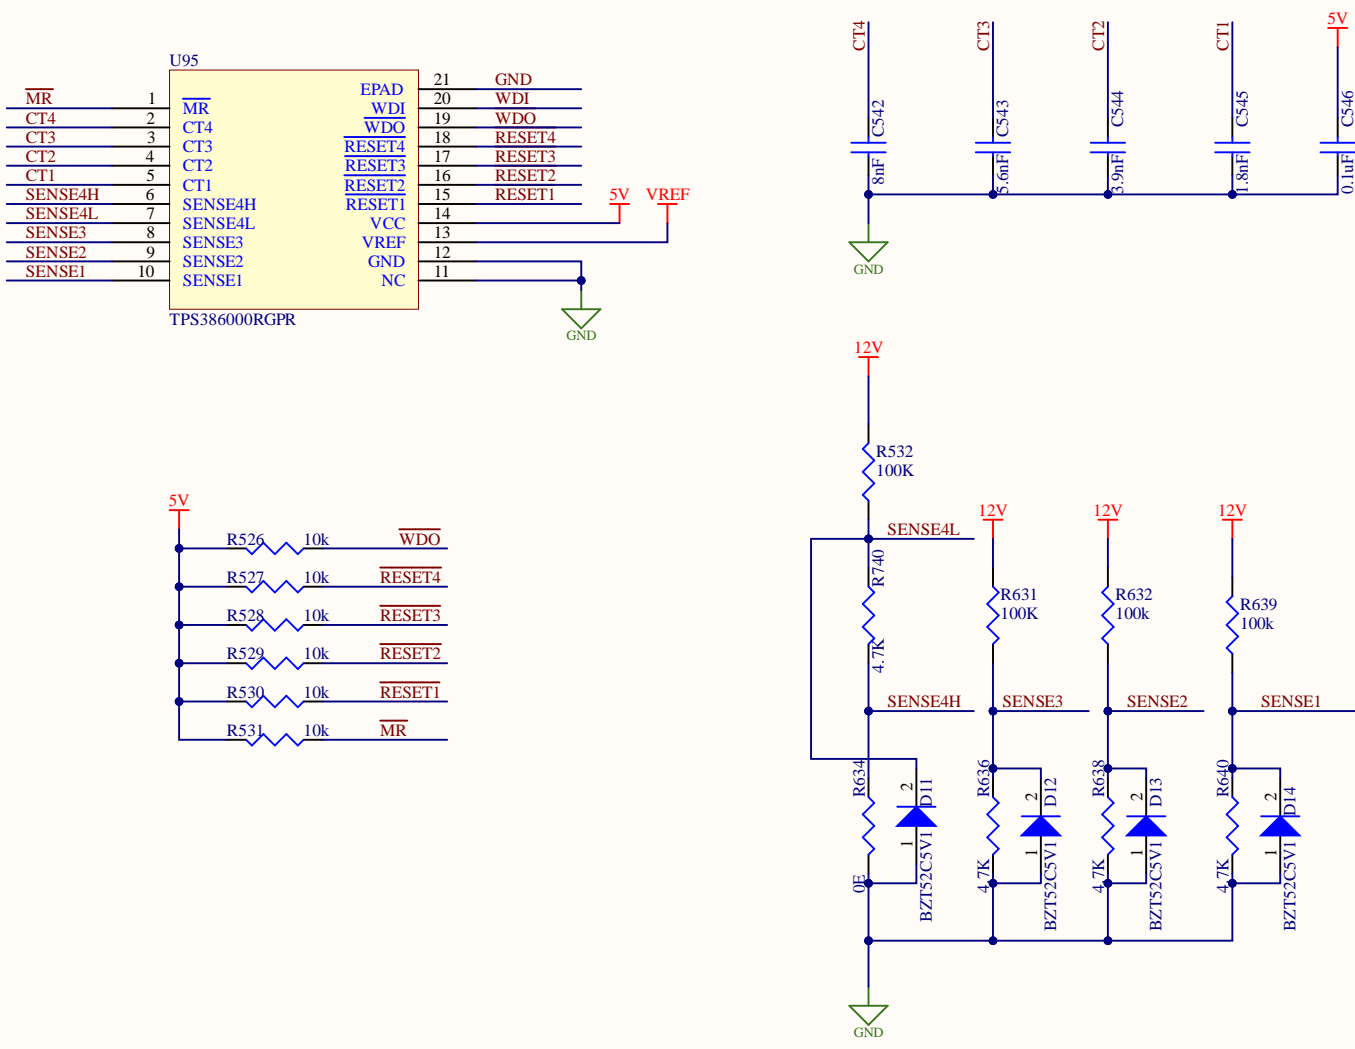 U95
MR 1 MR
CT4 2 CT4
CT3 3 CT3
CT2 4 CT2
CT1 5 CT1
SENSE4H 6 SENSE4H
SENSE4L 7 SENSE4L
SENSE3 8 SENSE3
SENSE2 9 SENSE2
SENSE1 10 SENSE1
EPAD 21 GND
WDI 20 WDI
WDO 19 WDO
RESET4 18 RESET4
RESET3 17 RESET3
RESET2 16 RESET2
RESET1 15 RESET1
VCC 14
VREF 13
GND 12
NC 11
5V VREF
GND
TPS386000RGPR
CT4
C542
8nF
CT3
C543
5.6nF
CT2
C544
3.9nF
CT1
C545
1.8nF
5V
C546
0.1uF
GND
5V
R526 10k WDO
R527 10k RESET4
R528 10k RESET3
R529 10k RESET2
R530 10k RESET1
R531 10k MR
12V
R532
100K
SENSE4L
R740
4.7K
SENSE4H
R634
0E
2
D11
1
BZT52C5V1
12V
R631
100K
SENSE3
R636
4.7K
2
D12
1
BZT52C5V1
12V
R632
100k
SENSE2
R638
4.7K
2
D13
1
BZT52C5V1
12V
R639
100k
SENSE1
R640
4.7K
2
D14
1
BZT52C5V1
GND